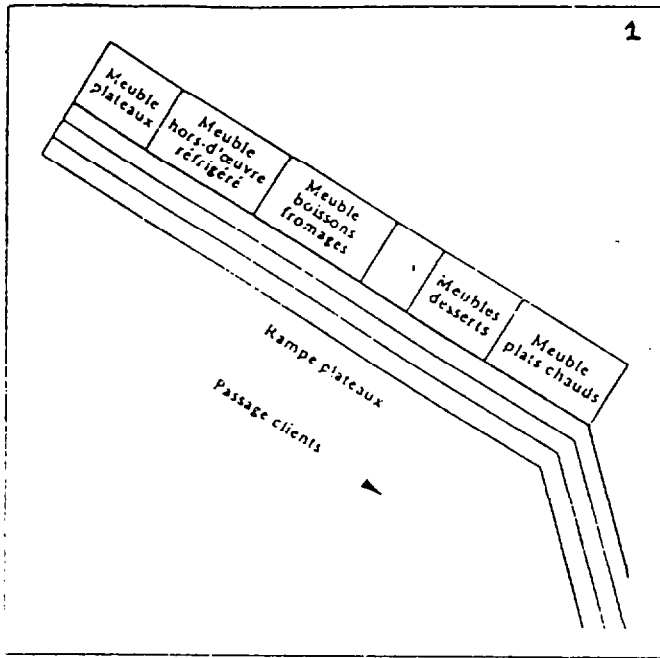 1
Meuble
plateaux
Meuble
hors-d'œuvre
réfrigéré
Meuble
boissons
fromages
Meubles
desserts
Meuble
plats chauds
Rampe plateaux
Passage clients